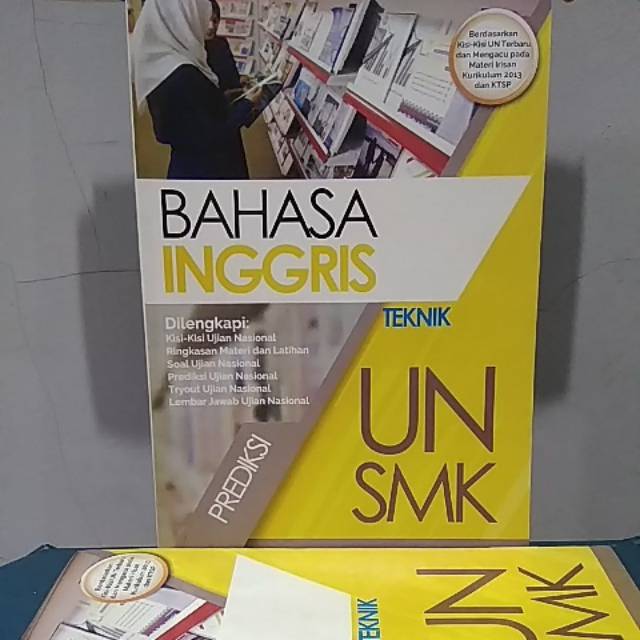 Berdasarkan
Kisi-Kisi UN Terbaru
dan Mengacu pada
Materi Irisan
Kurikulum 2013
dan KTSP
BAHASA
INGGRIS
TEKNIK
Dilengkapi:
Kisi-Kisi Ujian Nasional
Ringkasan Materi dan Latihan
Soal Ujian Nasional
Prediksi Ujian Nasional
Tryout Ujian Nasional
Lembar Jawab Ujian Nasional
PREDIKSI
UN
SMK
TEKNIK
UN
SMK